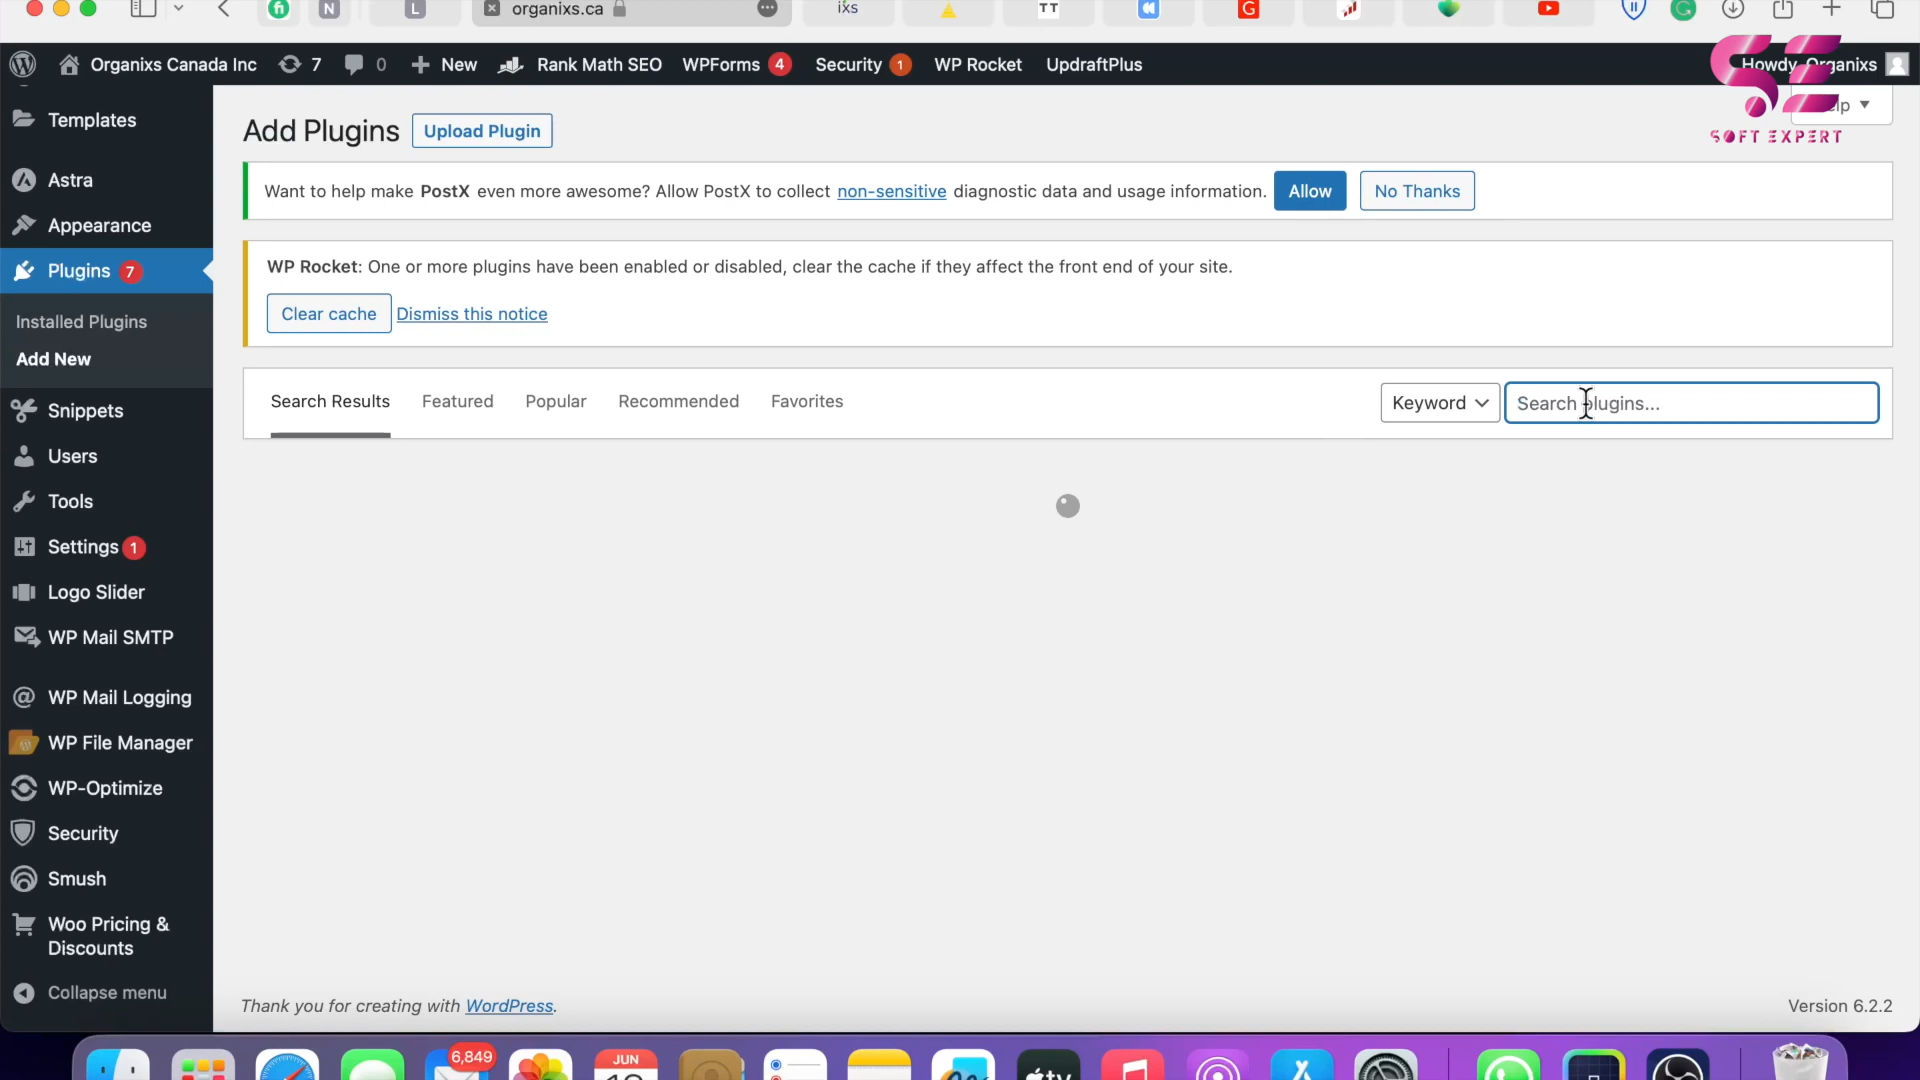 organixs.ca
N
L
ixs
TT
G
Organixs Canada Inc
7
0
New
Rank Math SEO
WPForms 4
Security 1
WP Rocket
UpdraftPlus
Howdy, Organixs
SE
SOFT EXPERT
Templates
Astra
Appearance
Plugins 7
Installed Plugins
Add New
Snippets
Users
Tools
Settings 1
Logo Slider
WP Mail SMTP
WP Mail Logging
WP File Manager
WP-Optimize
Security
Smush
Woo Pricing &
Discounts
Collapse menu
Add Plugins
Upload Plugin
Want to help make PostX even more awesome? Allow PostX to collect non-sensitive diagnostic data and usage information.
Allow
No Thanks
WP Rocket: One or more plugins have been enabled or disabled, clear the cache if they affect the front end of your site.
Clear cache
Dismiss this notice
Search Results
Featured
Popular
Recommended
Favorites
Keyword
Search plugins...
Thank you for creating with WordPress.
Version 6.2.2
6,849
JUN
tv